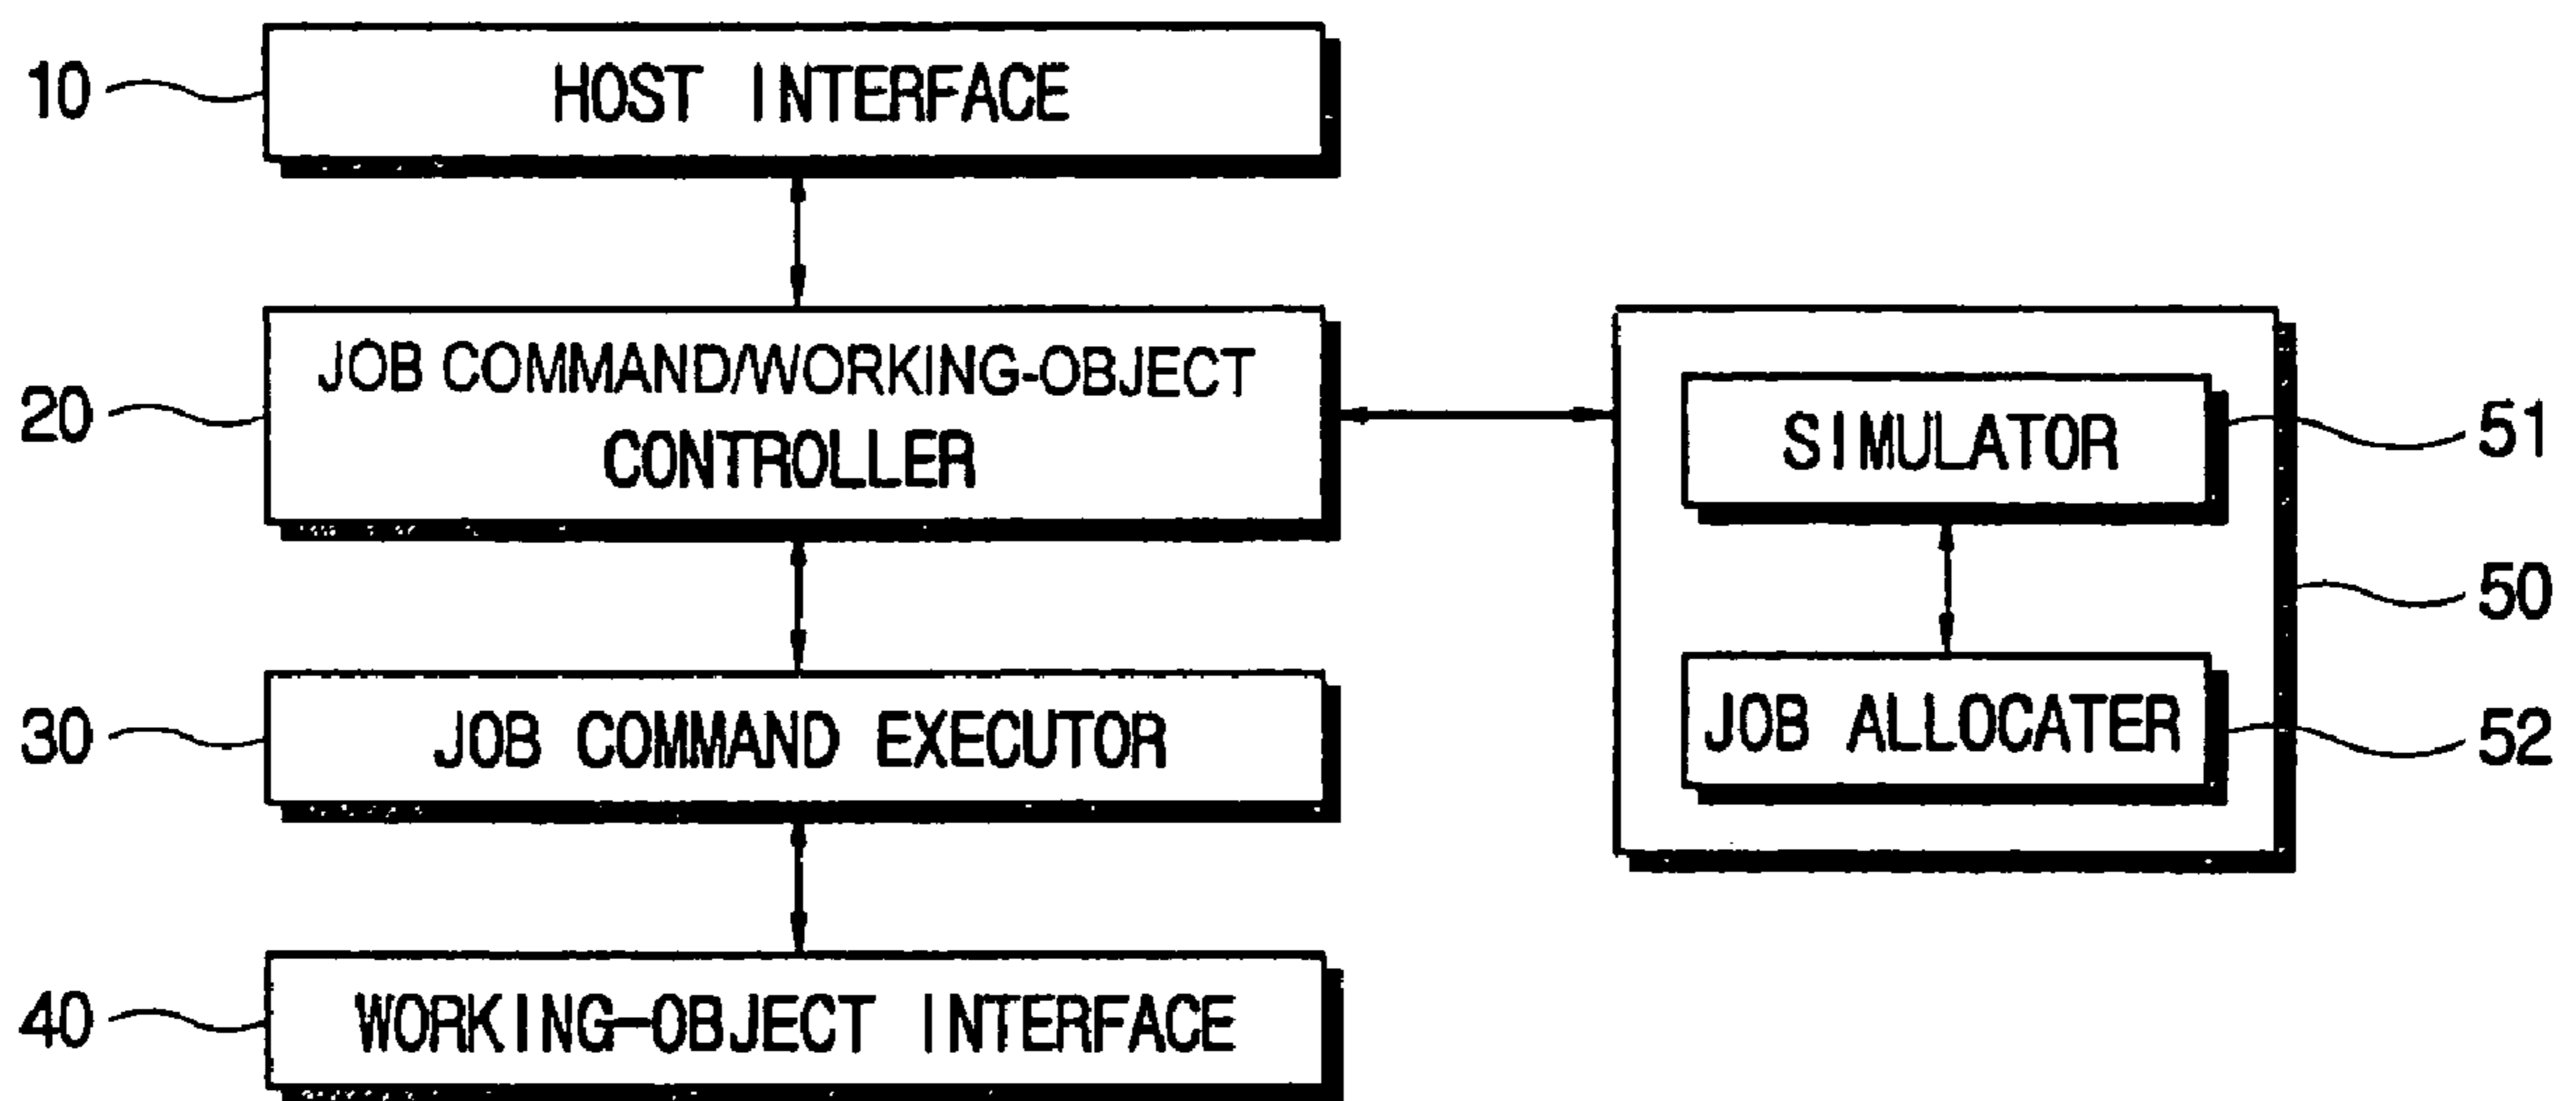 10
HOST INTERFACE
20
JOB COMMAND/WORKING-OBJECT
CONTROLLER
30
JOB COMMAND EXECUTOR
40
WORKING-OBJECT INTERFACE
SIMULATOR
51
50
JOB ALLOCATER
52